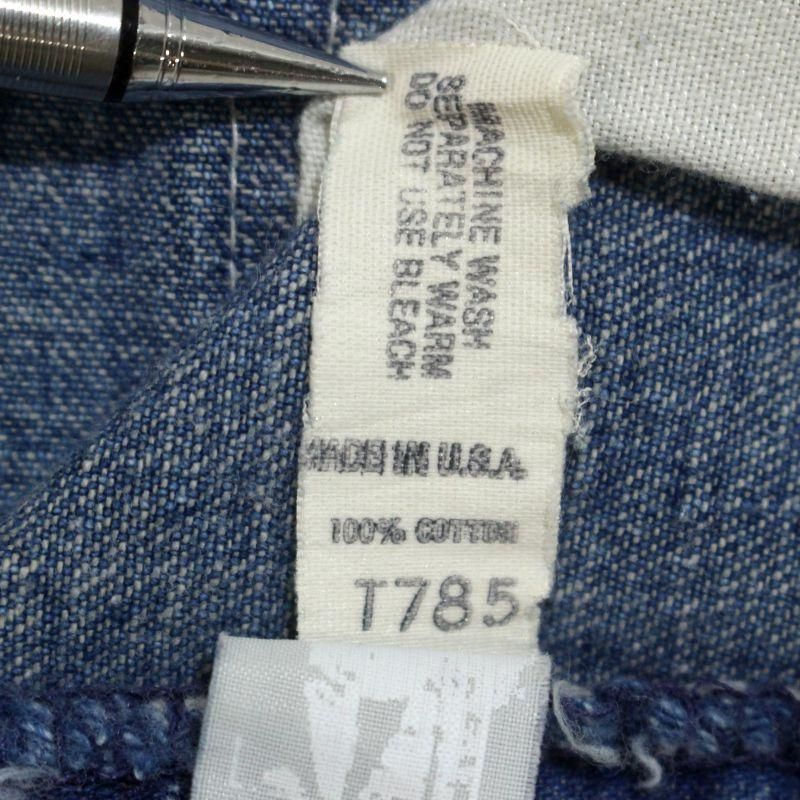 MACHINE WASH
SEPARATELY WARM
DO NOT USE BLEACH
MADE IN U.S.A.
100% COTTON
T785
L